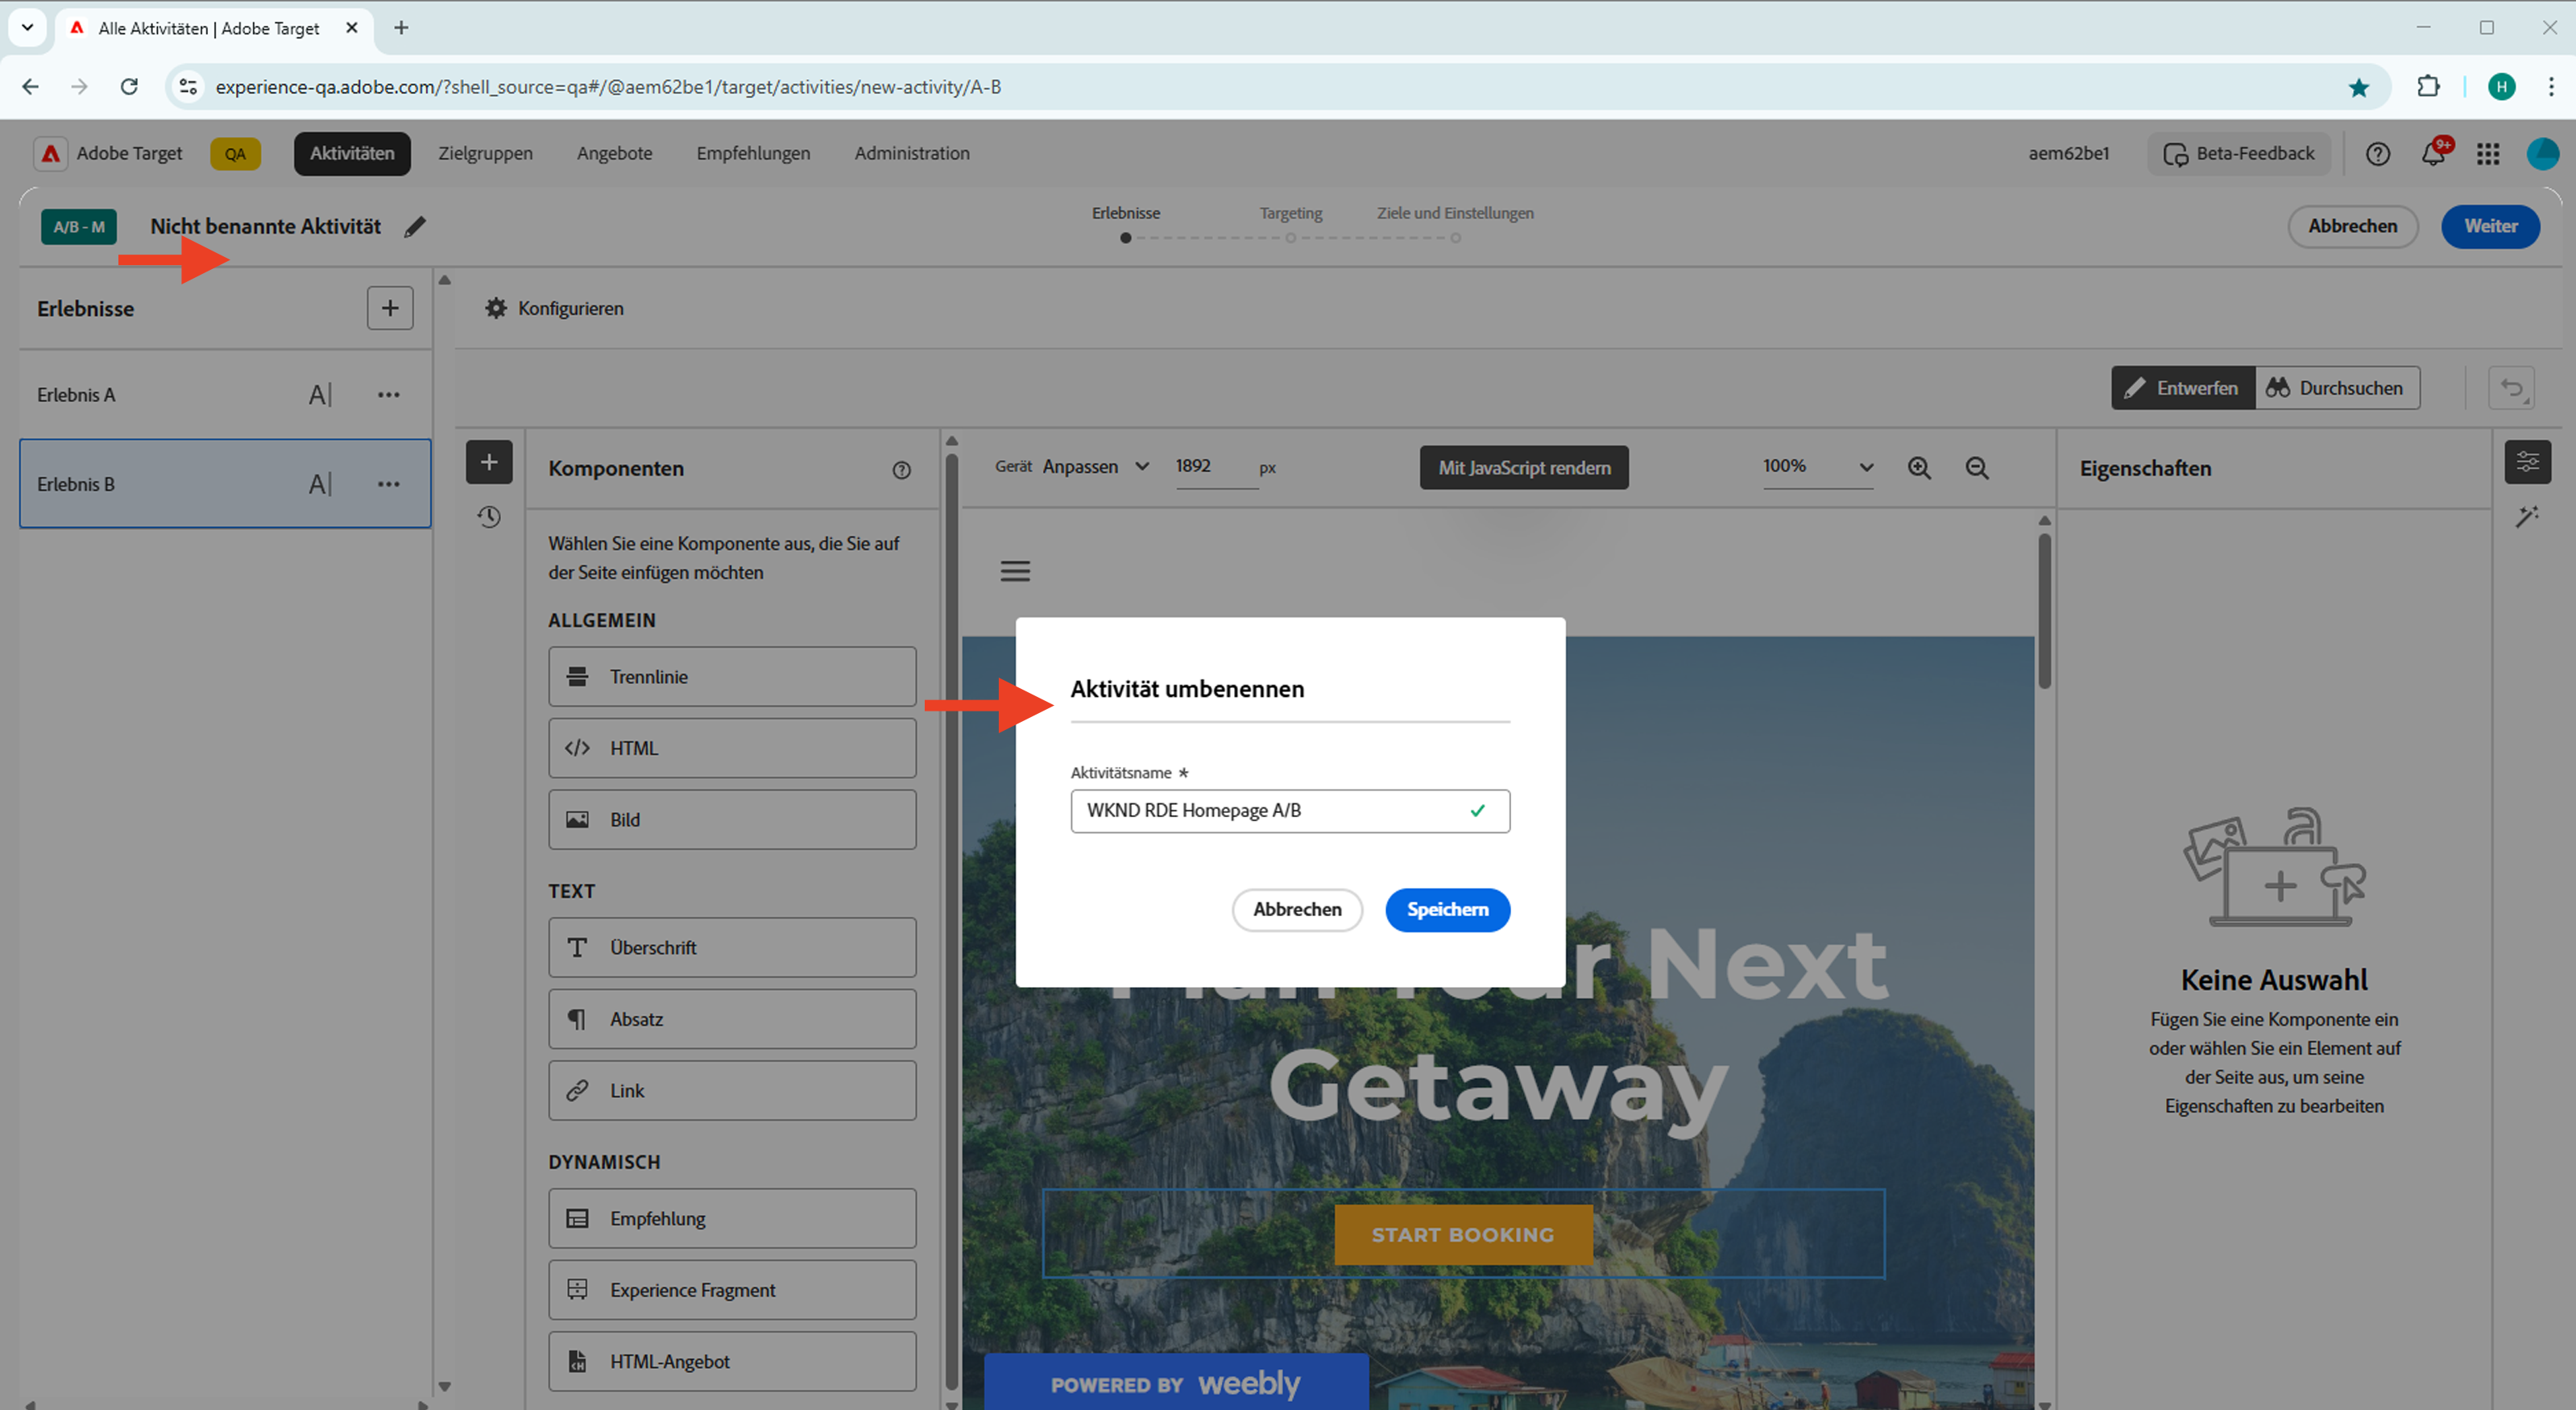 Alle Aktivitäten | Adobe Target
experience-qa.adobe.com/?shell_source=qa#/@aem62be1/target/activities/new-activity/A-B
H
Adobe Target
QA
Aktivitäten
Zielgruppen
Angebote
Empfehlungen
Administration
aem62be1
Beta-Feedback
9+
A/B - M
Nicht benannte Aktivität
Erlebnisse
Targeting
Ziele und Einstellungen
Abbrechen
Weiter
Erlebnisse
Konfigurieren
Erlebnis A
Erlebnis B
Entwerfen
Durchsuchen
Komponenten
Gerät Anpassen
1892 px
Mit JavaScript rendern
100%
Eigenschaften
Wählen Sie eine Komponente aus, die Sie auf
der Seite einfügen möchten
ALLGEMEIN
Trennlinie
HTML
Bild
TEXT
Überschrift
Absatz
Link
DYNAMISCH
Empfehlung
Experience Fragment
HTML-Angebot
Aktivität umbenennen
Aktivitätsname *
WKND RDE Homepage A/B
Abbrechen
Speichern
Plan Your Next
Getaway
START BOOKING
POWERED BY weebly
Keine Auswahl
Fügen Sie eine Komponente ein
oder wählen Sie ein Element auf
der Seite aus, um seine
Eigenschaften zu bearbeiten